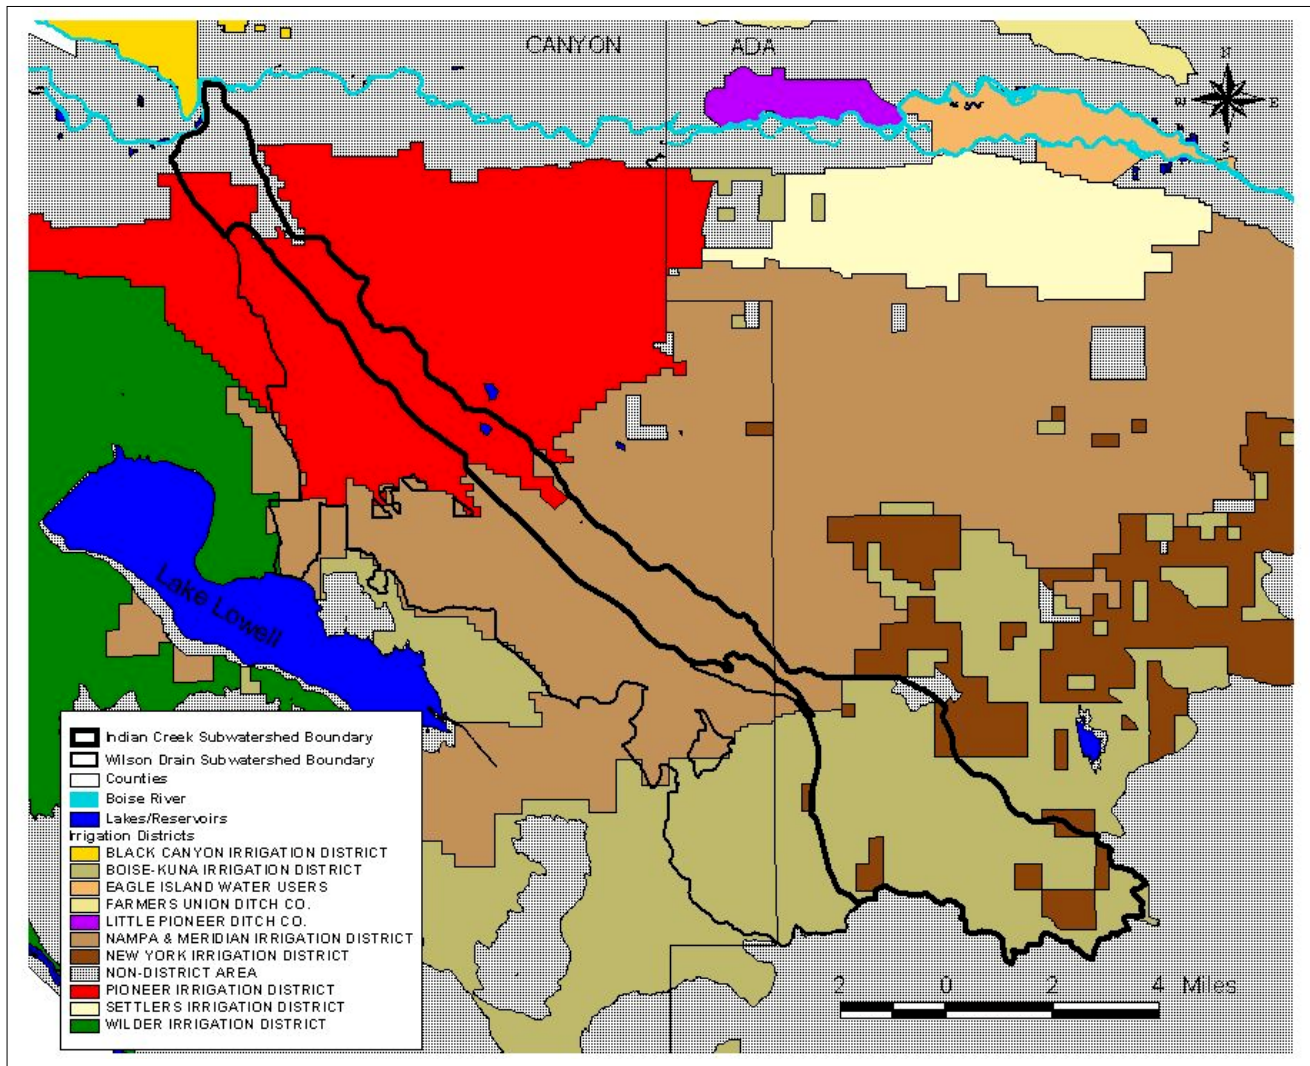 CANYON ADA
N
W E
S
Lake Lowell
Indian Creek Subwatershed Boundary
Wilson Drain Subwatershed Boundary
Counties
Boise River
Lakes/Reservoirs
Irrigation Districts
BLACK CANYON IRRIGATION DISTRICT
BOISE-KUNA IRRIGATION DISTRICT
EAGLE ISLAND WATER USERS
FARMERS UNION DITCH CO.
LITTLE PIONEER DITCH CO.
NAMPA & MERIDIAN IRRIGATION DISTRICT
NEW YORK IRRIGATION DISTRICT
NON-DISTRICT AREA
PIONEER IRRIGATION DISTRICT
SETTLERS IRRIGATION DISTRICT
WILDER IRRIGATION DISTRICT
2 0 2 4 Miles